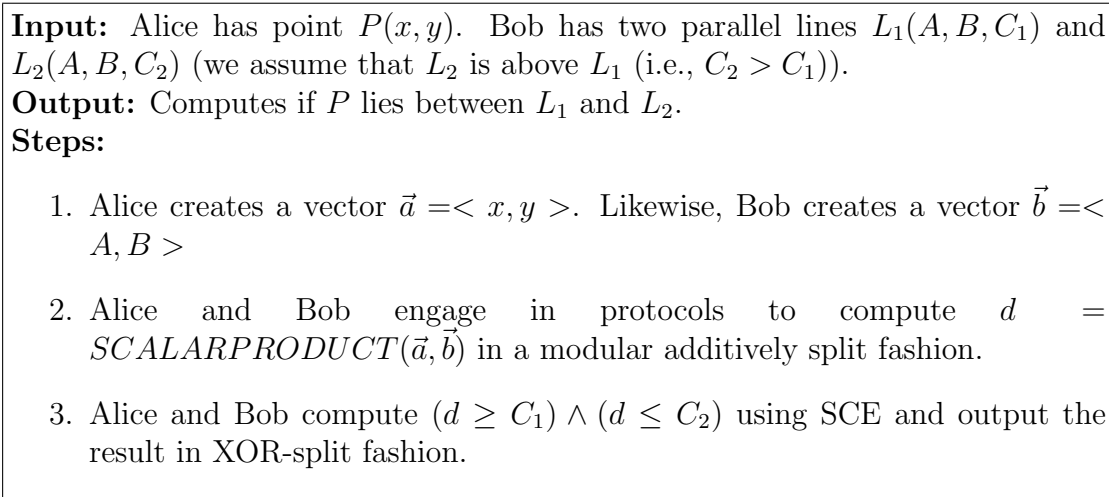 Input: Alice has point P(x, y). Bob has two parallel lines L₁(A, B, C₁) and
L₂(A, B, C₂) (we assume that L₂ is above L₁ (i.e., C₂ > C₁)).
Output: Computes if P lies between L₁ and L₂.
Steps:
1. Alice creates a vector a⃗ =< x, y >. Likewise, Bob creates a vector b⃗ =<
A, B >
2. Alice and Bob engage in protocols to compute d =
SCALARPRODUCT(a⃗, b⃗) in a modular additively split fashion.
3. Alice and Bob compute (d ≥ C₁) ∧ (d ≤ C₂) using SCE and output the
result in XOR-split fashion.